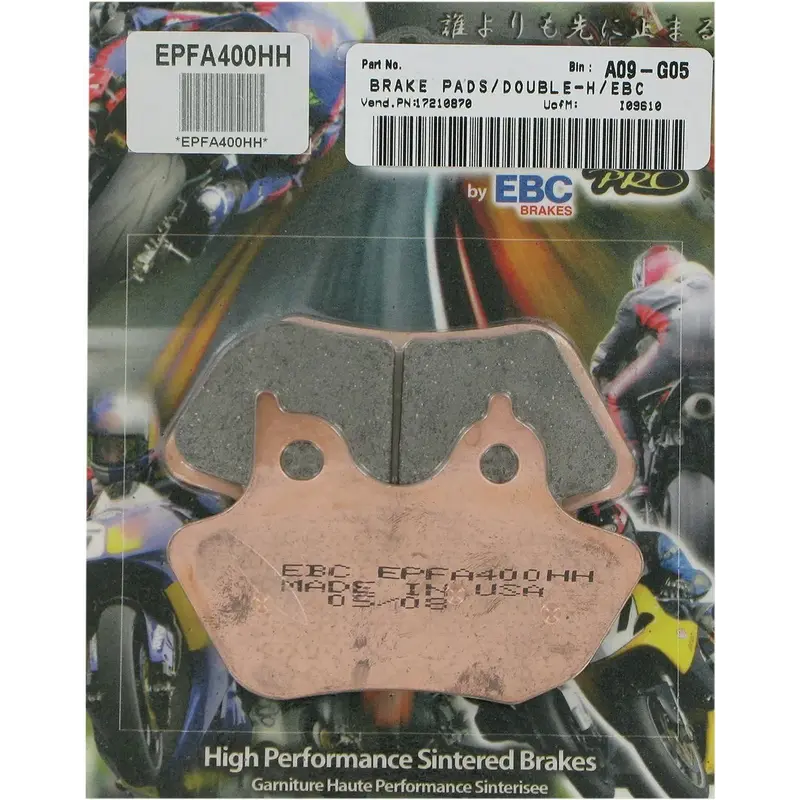 誰よりも先に止まる
EPFA400HH
*EPFA400HH*
Part No.
Bin: A09-G05
BRAKE PADS/DOUBLE-H/EBC
Vend.PN:17210870
UofM: I09610
PRO
by EBC
BRAKES
EBC EPFA400HH
MADE IN USA
05/08
High Performance Sintered Brakes
Garniture Haute Performance Sinterisee